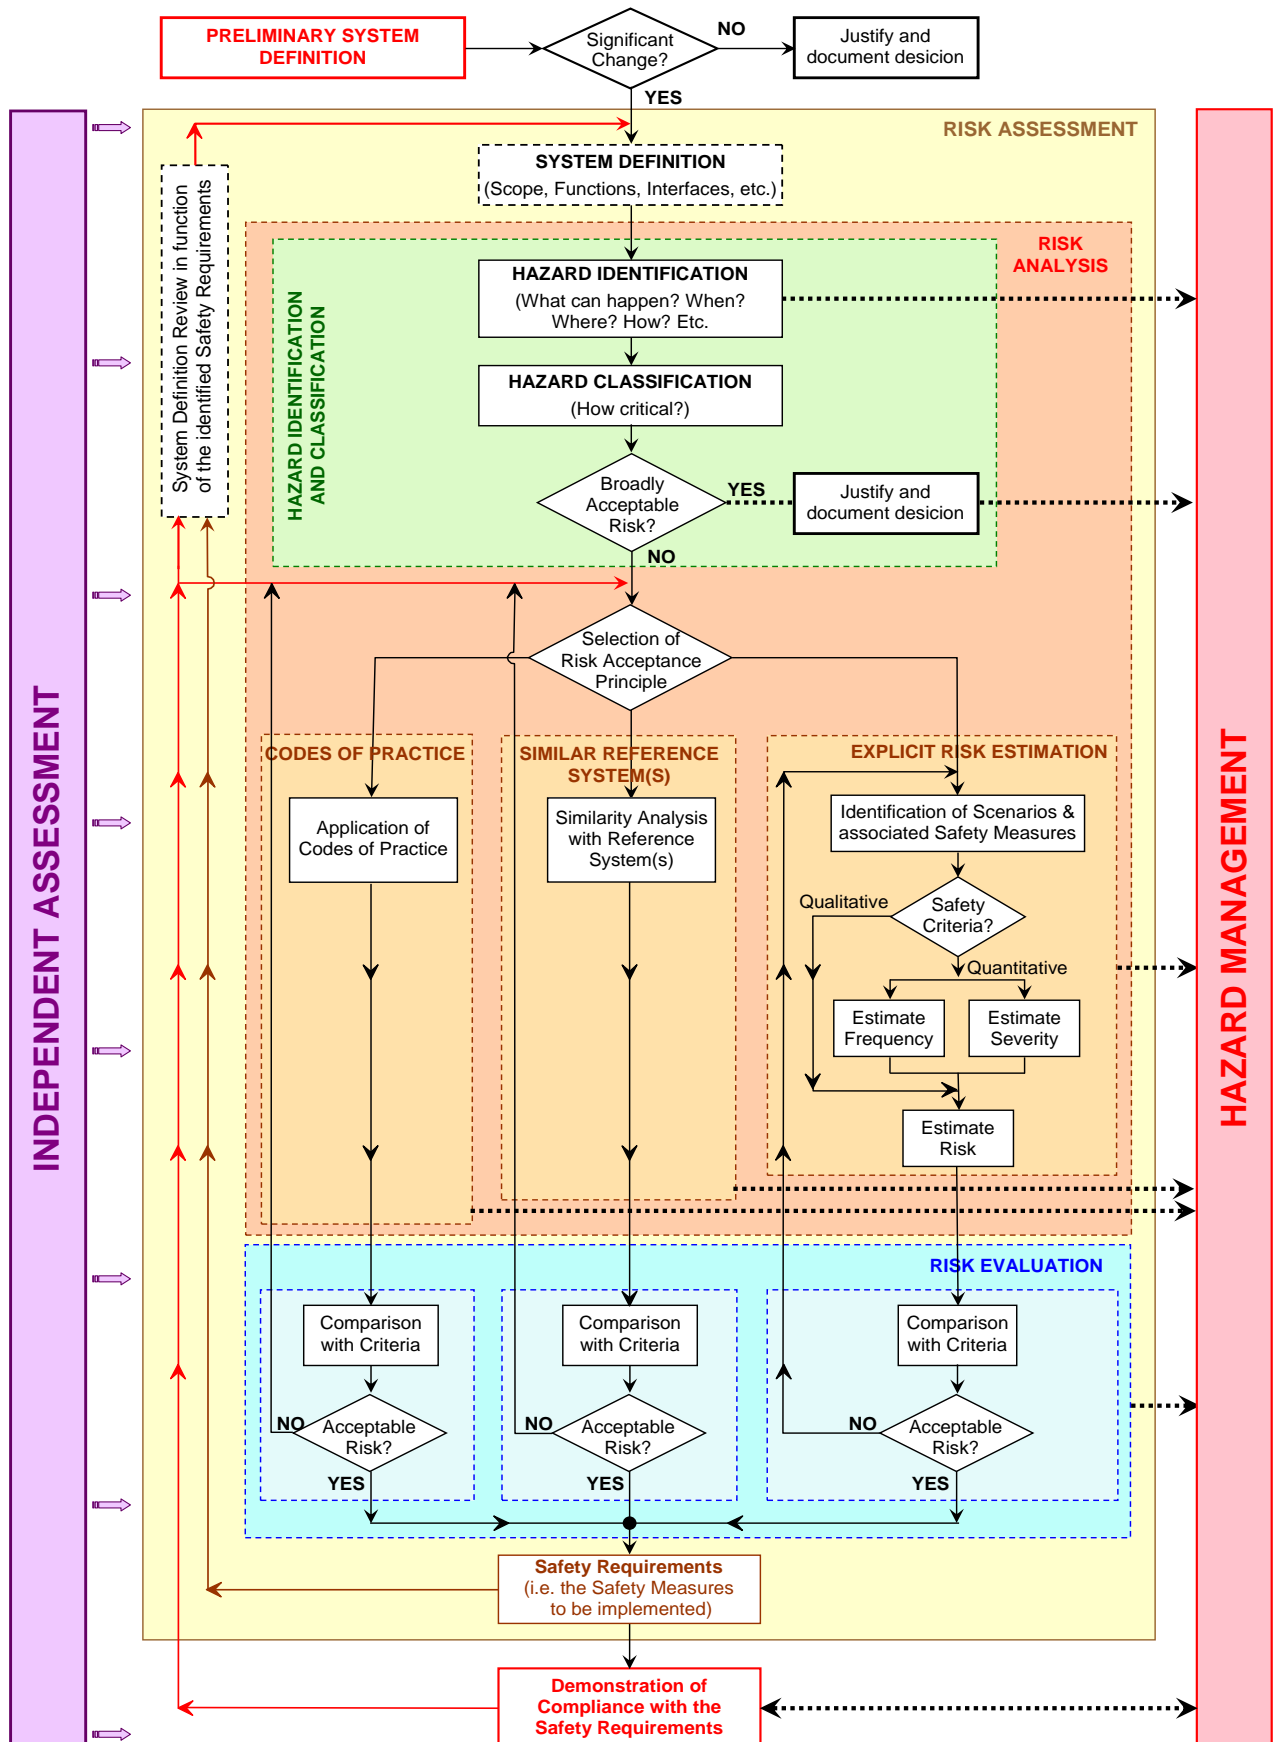 PRELIMINARY SYSTEM
DEFINITION
Significant
Change?
NO
Justify and
document desicion
YES
RISK ASSESSMENT
SYSTEM DEFINITION
(Scope, Functions, Interfaces, etc.)
System Definition Review in function
of the identified Safety Requirements
RISK
ANALYSIS
HAZARD IDENTIFICATION
AND CLASSIFICATION
HAZARD IDENTIFICATION
(What can happen? When?
Where? How? Etc.
HAZARD CLASSIFICATION
(How critical?)
Broadly
Acceptable
Risk?
YES
Justify and
document desicion
NO
Selection of
Risk Acceptance
Principle
INDEPENDENT ASSESSMENT
HAZARD MANAGEMENT
CODES OF PRACTICE
Application of
Codes of Practice
SIMILAR REFERENCE
SYSTEM(S)
Similarity Analysis
with Reference
System(s)
EXPLICIT RISK ESTIMATION
Identification of Scenarios &
associated Safety Measures
Qualitative
Safety
Criteria?
Quantitative
Estimate
Frequency
Estimate
Severity
Estimate
Risk
RISK EVALUATION
Comparison
with Criteria
NO
Acceptable
Risk?
YES
Comparison
with Criteria
NO
Acceptable
Risk?
YES
Comparison
with Criteria
NO
Acceptable
Risk?
YES
Safety Requirements
(i.e. the Safety Measures
to be implemented)
Demonstration of
Compliance with the
Safety Requirements